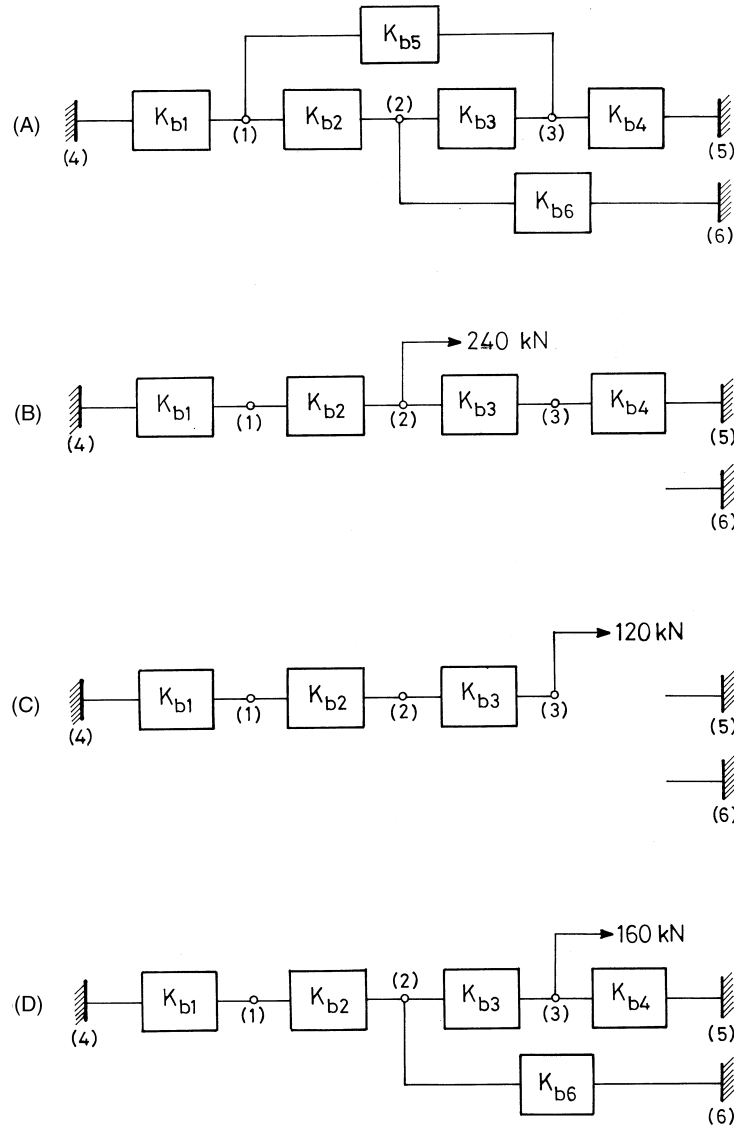 K_b5
(A) K_b1 K_b2 (2) K_b3 K_b4
(4) (1) (3) (5)
K_b6
(6)
240 kN
(B) K_b1 K_b2 K_b3 K_b4
(4) (1) (2) (3) (5)
(6)
120 kN
(C) K_b1 K_b2 K_b3
(4) (1) (2) (3) (5)
(6)
160 kN
(D) K_b1 K_b2 (2) K_b3 K_b4
(4) (1) (3) (5)
K_b6
(6)